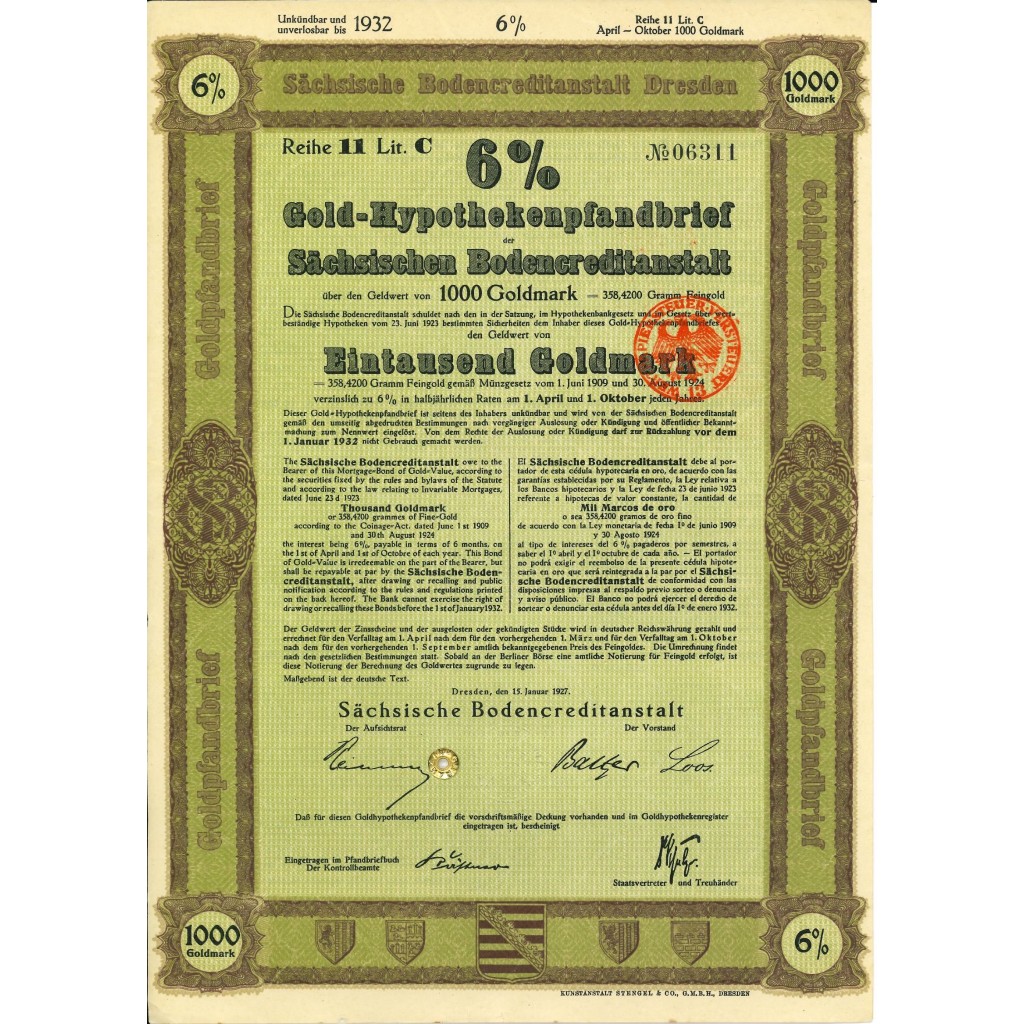 Unkündbar und
unverlosbar bis 1932
6%
Reihe 11 Lit. C
April – Oktober 1000 Goldmark
6%
Sächsische Bodencreditanstalt Dresden
1000
Goldmark
Reihe 11 Lit. C
6%
№ 06311
Gold-Hypothekenpfandbrief
der
Sächsischen Bodencreditanstalt
über den Geldwert von 1000 Goldmark = 358,4200 Gramm Feingold
Die Sächsische Bodencreditanstalt schuldet nach den in der Satzung, im Hypothekenbankgesetz und im Gesetz über wert-
beständige Hypotheken vom 23. Juni 1923 bestimmten Sicherheiten dem Inhaber dieses Gold-Hypothekenpfandbriefes
den Geldwert von
Eintausend Goldmark
= 358,4200 Gramm Feingold gemäß Münzgesetz vom 1. Juni 1909 und 30. August 1924
verzinslich zu 6% in halbjährlichen Raten am 1. April und 1. Oktober jeden Jahres.
Dieser Gold-Hypothekenpfandbrief ist seitens des Inhabers unkündbar und wird von der Sächsischen Bodencreditanstalt
gemäß den umseitig abgedruckten Bestimmungen nach vorgängiger Auslosung oder Kündigung und öffentlicher Bekannt-
machung zum Nennwert eingelöst. Von dem Rechte der Auslosung oder Kündigung darf zur Rückzahlung vor dem
1. Januar 1932 nicht Gebrauch gemacht werden.
The Sächsische Bodencreditanstalt owe to the
Bearer of this Mortgage-Bond of Gold-Value, according to
the securities fixed by the rules and bylaws of the Statute
and according to the law relating to Invariable Mortgages,
dated June 23d 1923
Thousand Goldmark
or 358,4200 grammes of Fine-Gold
according to the Coinage-Act. dated June 1st 1909
and 30th August 1924
the interest being 6%, payable in terms of 6 months. on
the 1st of April and 1st of Octobre of each year. This Bond
of Gold-Value is irredeemable on the part of the Bearer, but
shall be repayable at par by the Sächsische Boden-
creditanstalt, after drawing or recalling and public
notification according to the rules and regulations printed
on the back hereof. The Bank cannot exercise the right of
drawing or recalling these Bonds before the 1st of January 1932.
El Sächsische Bodencreditanstalt debe al por-
tador de esta cédula hypotecaria en oro, de acuerdo con las
garantías establecidas por su Reglamento, la Ley relativa a
los Bancos hipotecarios y la Ley de fecha 23 de junio 1923
referente a hipotecas de valor constante, la cantidad de
Mil Marcos de oro
o sea 358,4200 gramos de oro fino
de acuerdo con la Ley monetaria de fecha 1º de junio 1909
y 30 Agosto 1924
al tipo de intereses del 6% pagaderos por semestres, a
saber el 1º abril y el 1º octubre de cada año. — El portador
no podrá exigir el reembolso de la presente cédula hipote-
caria en oro que será reintegrada a la par por el Sächsi-
sche Bodencreditanstalt de conformidad con las
disposiciones impresas al respaldo previo sorteo o denuncia
y aviso público. El Banco no podrá ejercer el derecho de
sortear o denunciar esta cédula antes del día 1º de enero 1932.
Der Geldwert der Zinsscheine und der ausgelosten oder gekündigten Stücke wird in deutscher Reichswährung gezahlt und
errechnet für den Verfalltag am 1. April nach dem für den vorhergehenden 1. März und für den Verfalltag am 1. Oktober
nach dem für den vorhergehenden 1. September amtlich bekanntgegebenen Preis des Feingoldes. Die Umrechnung findet
nach den gesetzlichen Bestimmungen statt. Sobald an der Berliner Börse eine amtliche Notierung für Feingold erfolgt, ist
diese Notierung der Berechnung des Goldwertes zugrunde zu legen.
Maßgebend ist der deutsche Text.
Dresden, den 15. Januar 1927.
Sächsische Bodencreditanstalt
Der Aufsichtsrat
Der Vorstand
Baltzer Loos.
Daß für diesen Goldhypothekenpfandbrief die vorschriftsmäßige Deckung vorhanden und im Goldhypothekenregister
eingetragen ist, bescheinigt
Eingetragen im Pfandbriefbuch
Der Kontrollbeamte
Staatsvertreter und Treuhänder
Goldpfandbrief
Goldpfandbrief
Goldpfandbrief
Goldpfandbrief
1000
Goldmark
6%
KUNSTANSTALT STENGEL & CO., G.M.B.H., DRESDEN